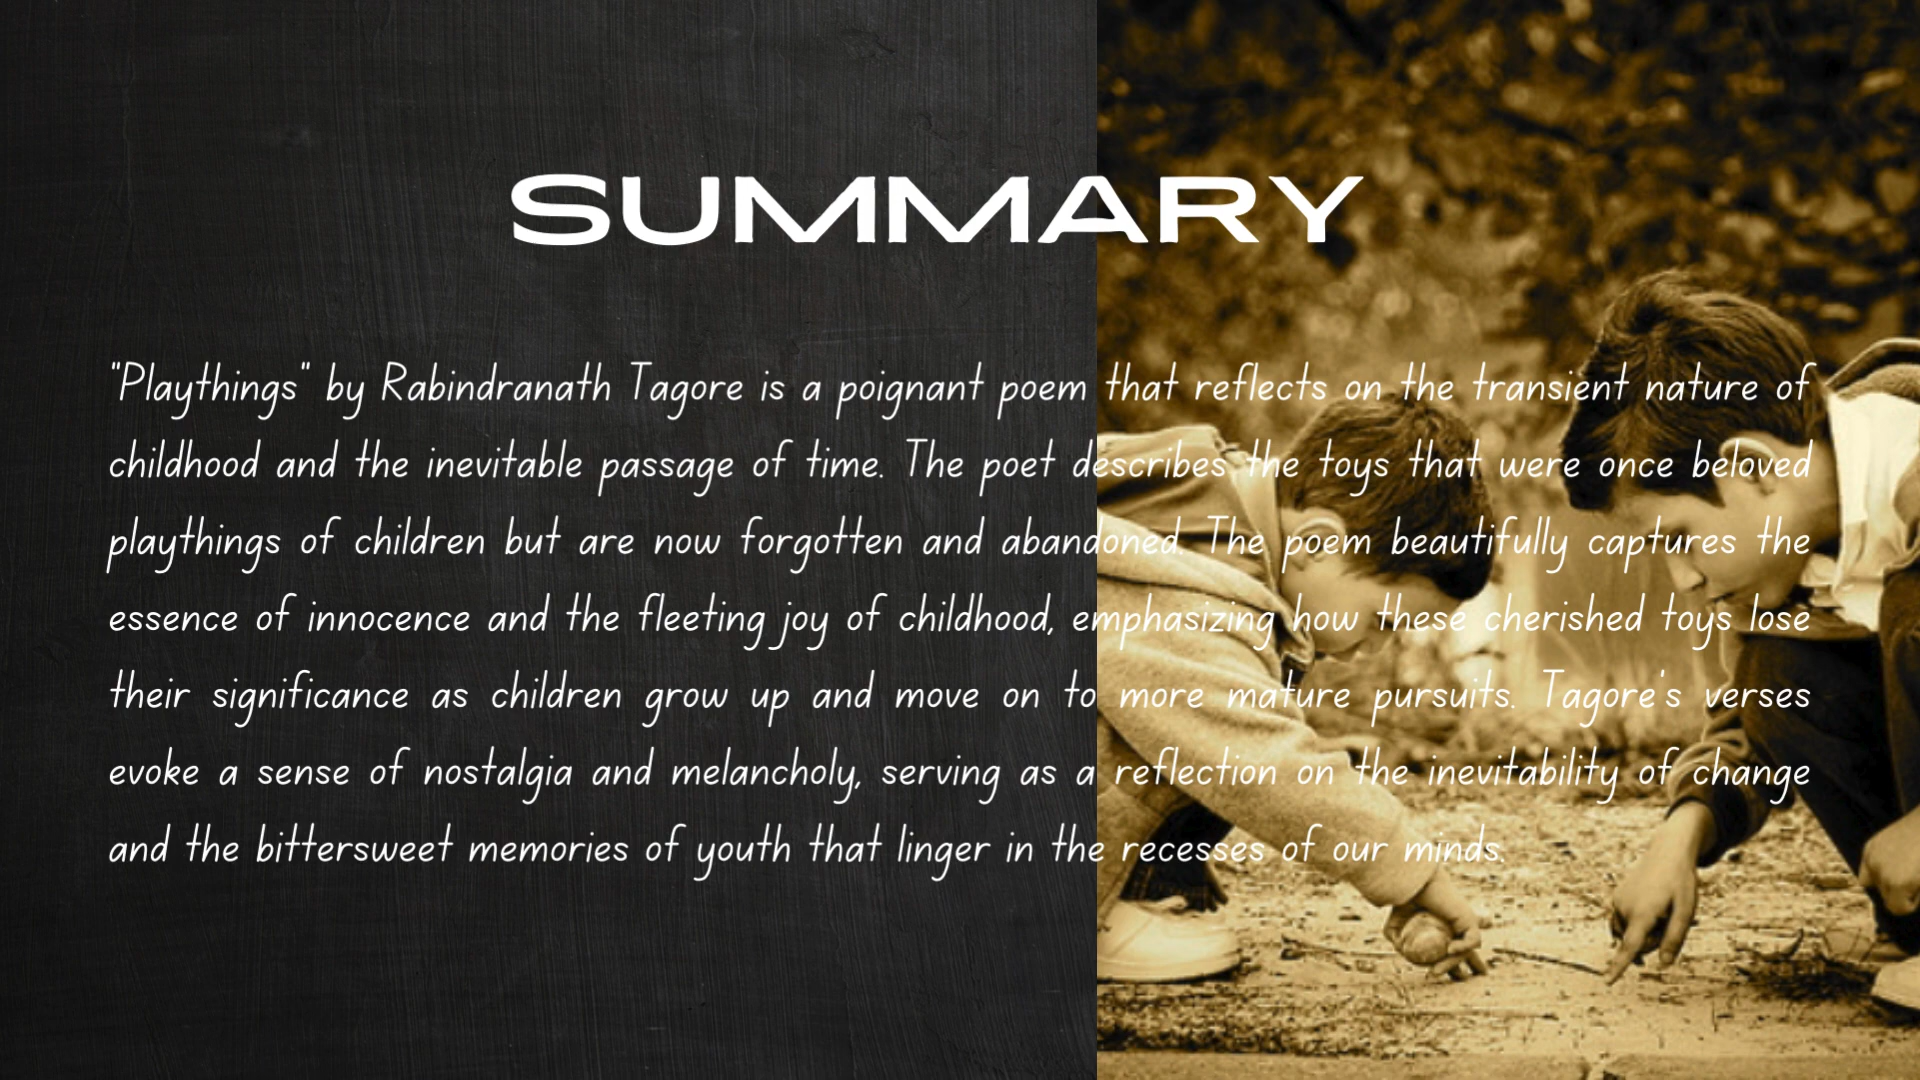 SUMMARY
"Playthings" by Rabindranath Tagore is a poignant poem that reflects on the transient nature of
childhood and the inevitable passage of time. The poet describes the toys that were once beloved
playthings of children but are now forgotten and abandoned. The poem beautifully captures the
essence of innocence and the fleeting joy of childhood, emphasizing how these cherished toys lose
their significance as children grow up and move on to more mature pursuits. Tagore's verses
evoke a sense of nostalgia and melancholy, serving as a reflection on the inevitability of change
and the bittersweet memories of youth that linger in the recesses of our minds.